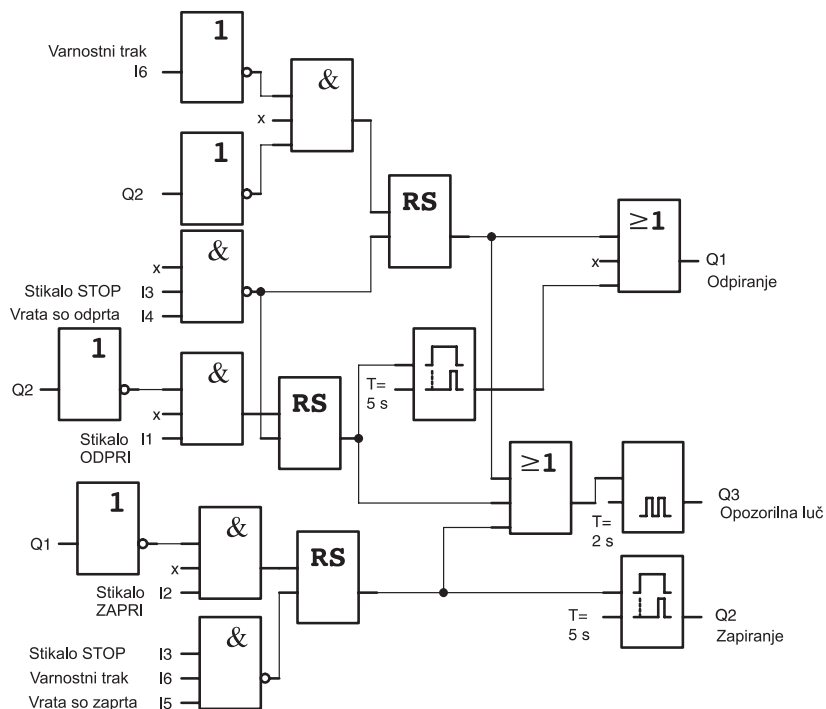 1
Varnostni trak
I6
&
x
1
Q2
RS
≥1
&
x
Stikalo STOP I3
Vrata so odprta I4
x
Q1
Odpiranje
1
Q2
&
x
Stikalo
ODPRI
I1
RS
T=
5 s
≥1
Q3
Opozorilna luč
T=
2 s
1
Q1
&
x
Stikalo
ZAPRI
I2
RS
T=
5 s
Q2
Zapiranje
&
Stikalo STOP I3
Varnostni trak I6
Vrata so zaprta I5